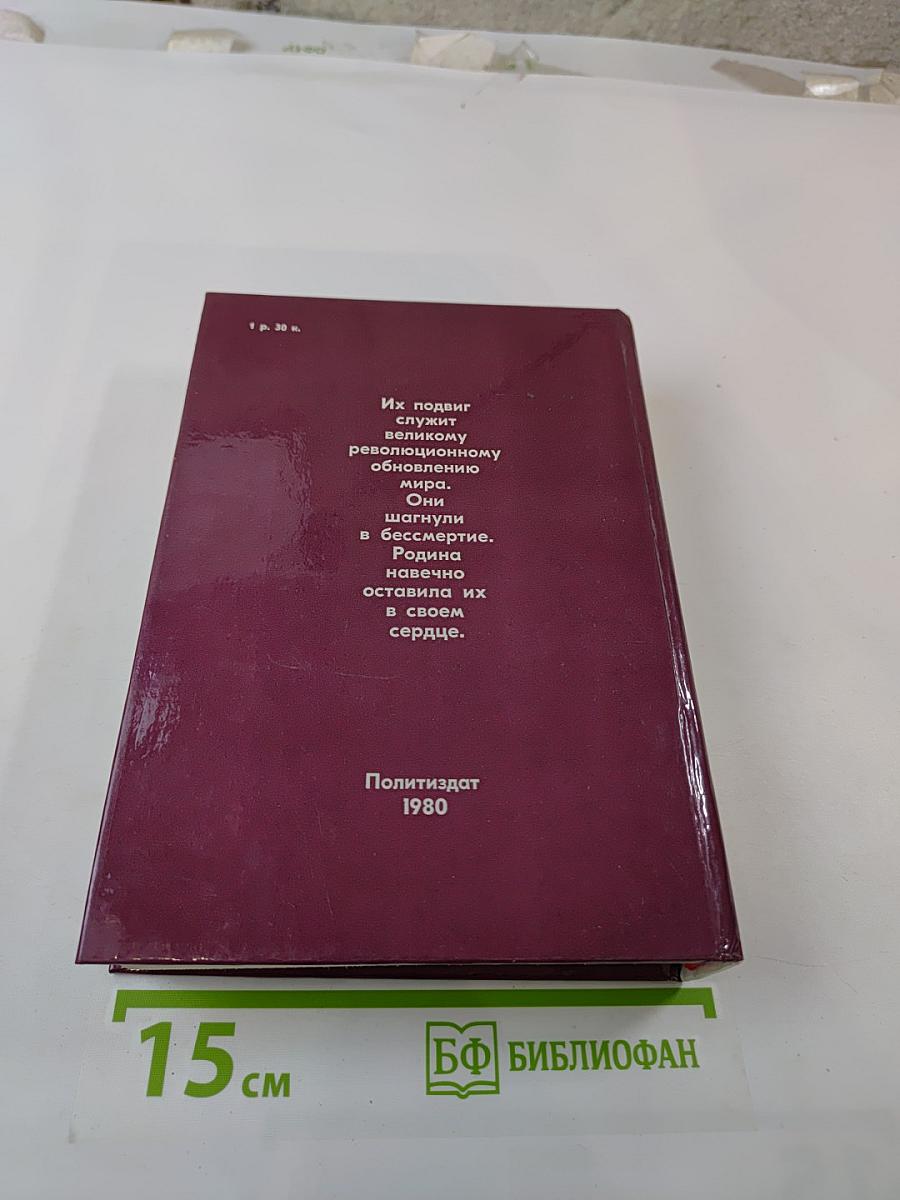 1 р. 30 к.
Их подвиг
служит
великому
революционному
обновлению
мира.
Они
шагнули
в бессмертие.
Родина
навечно
оставила их
в своем
сердце.
Политиздат
1980
15 см
БФ БИБЛИОФАН